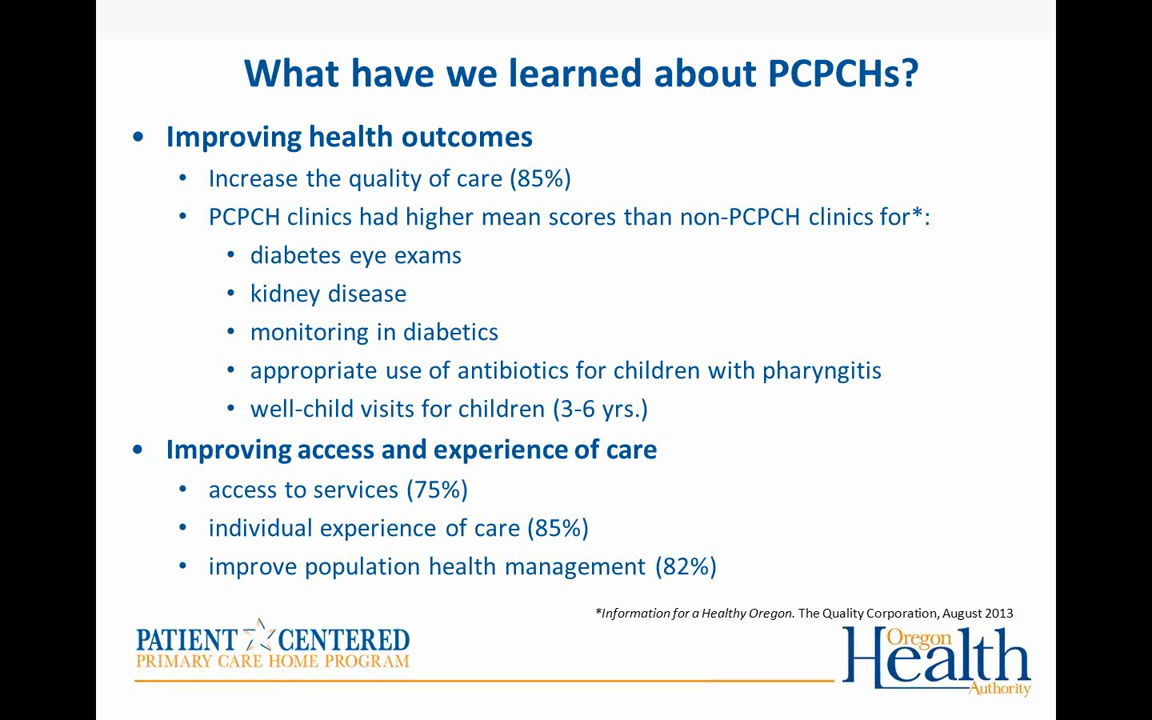 What have we learned about PCPCHs?
• Improving health outcomes
• Increase the quality of care (85%)
• PCPCH clinics had higher mean scores than non-PCPCH clinics for*:
• diabetes eye exams
• kidney disease
• monitoring in diabetics
• appropriate use of antibiotics for children with pharyngitis
• well-child visits for children (3-6 yrs.)
• Improving access and experience of care
• access to services (75%)
• individual experience of care (85%)
• improve population health management (82%)
*Information for a Healthy Oregon. The Quality Corporation, August 2013
PATIENT CENTERED
PRIMARY CARE HOME PROGRAM
Oregon
Health
Authority